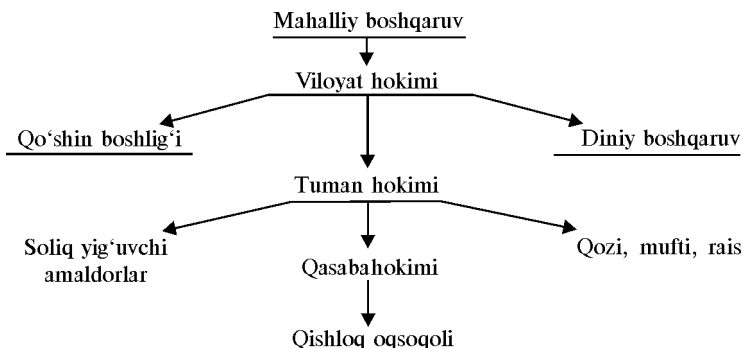 Mahalliy boshqaruv
Viloyat hokimi
Qo‘shin boshlig‘i
Diniy boshqaruv
Tuman hokimi
Soliq yig‘uvchi
amaldorlar
Qasabahokimi
Qozi, mufti, rais
Qishloq oqsoqoli